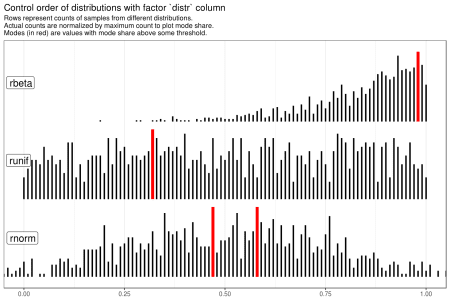 Control order of distributions with factor `distr` column
Rows represent counts of samples from different distributions.
Actual counts are normalized by maximum count to plot mode share.
Modes (in red) are values with mode share above some threshold.
rbeta
runif
rnorm
0.00 0.25 0.50 0.75 1.00